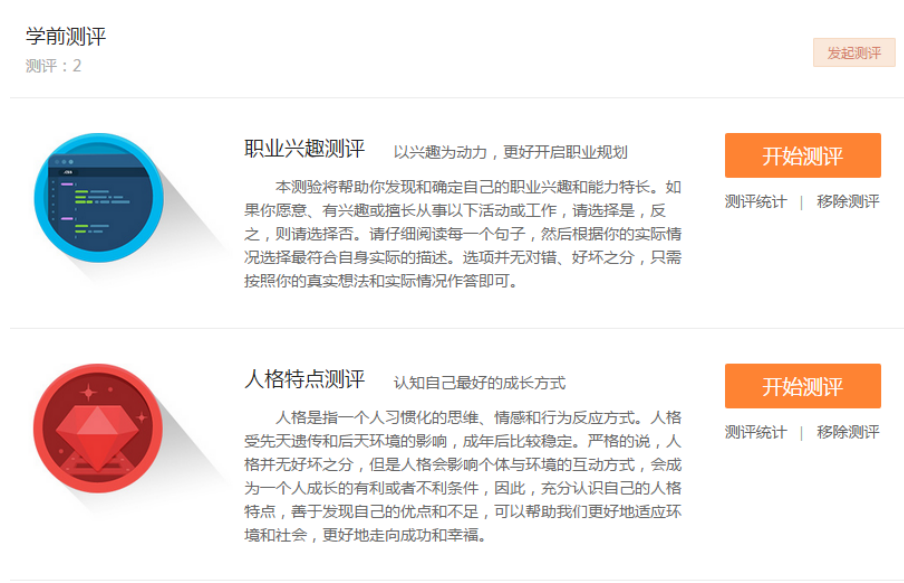 学前测评
测评：2
发起测评
职业兴趣测评 以兴趣为动力，更好开启职业规划
本测验将帮助你发现和确定自己的职业兴趣和能力特长。如
果你愿意、有兴趣或擅长从事以下活动或工作，请选择是，反
之，则请选择否。请仔细阅读每一个句子，然后根据你的实际情
况选择最符合自身实际的描述。选项并无对错、好坏之分，只需
按照你的真实想法和实际情况作答即可。
开始测评
测评统计 | 移除测评
人格特点测评 认知自己最好的成长方式
人格是指一个人习惯化的思维、情感和行为反应方式。人格
受先天遗传和后天环境的影响，成年后比较稳定。严格的说，人
格并无好坏之分，但是人格会影响个体与环境的互动方式，会成
为一个人成长的有利或者不利条件，因此，充分认识自己的人格
特点，善于发现自己的优点和不足，可以帮助我们更好地适应环
境和社会，更好地走向成功和幸福。
开始测评
测评统计 | 移除测评